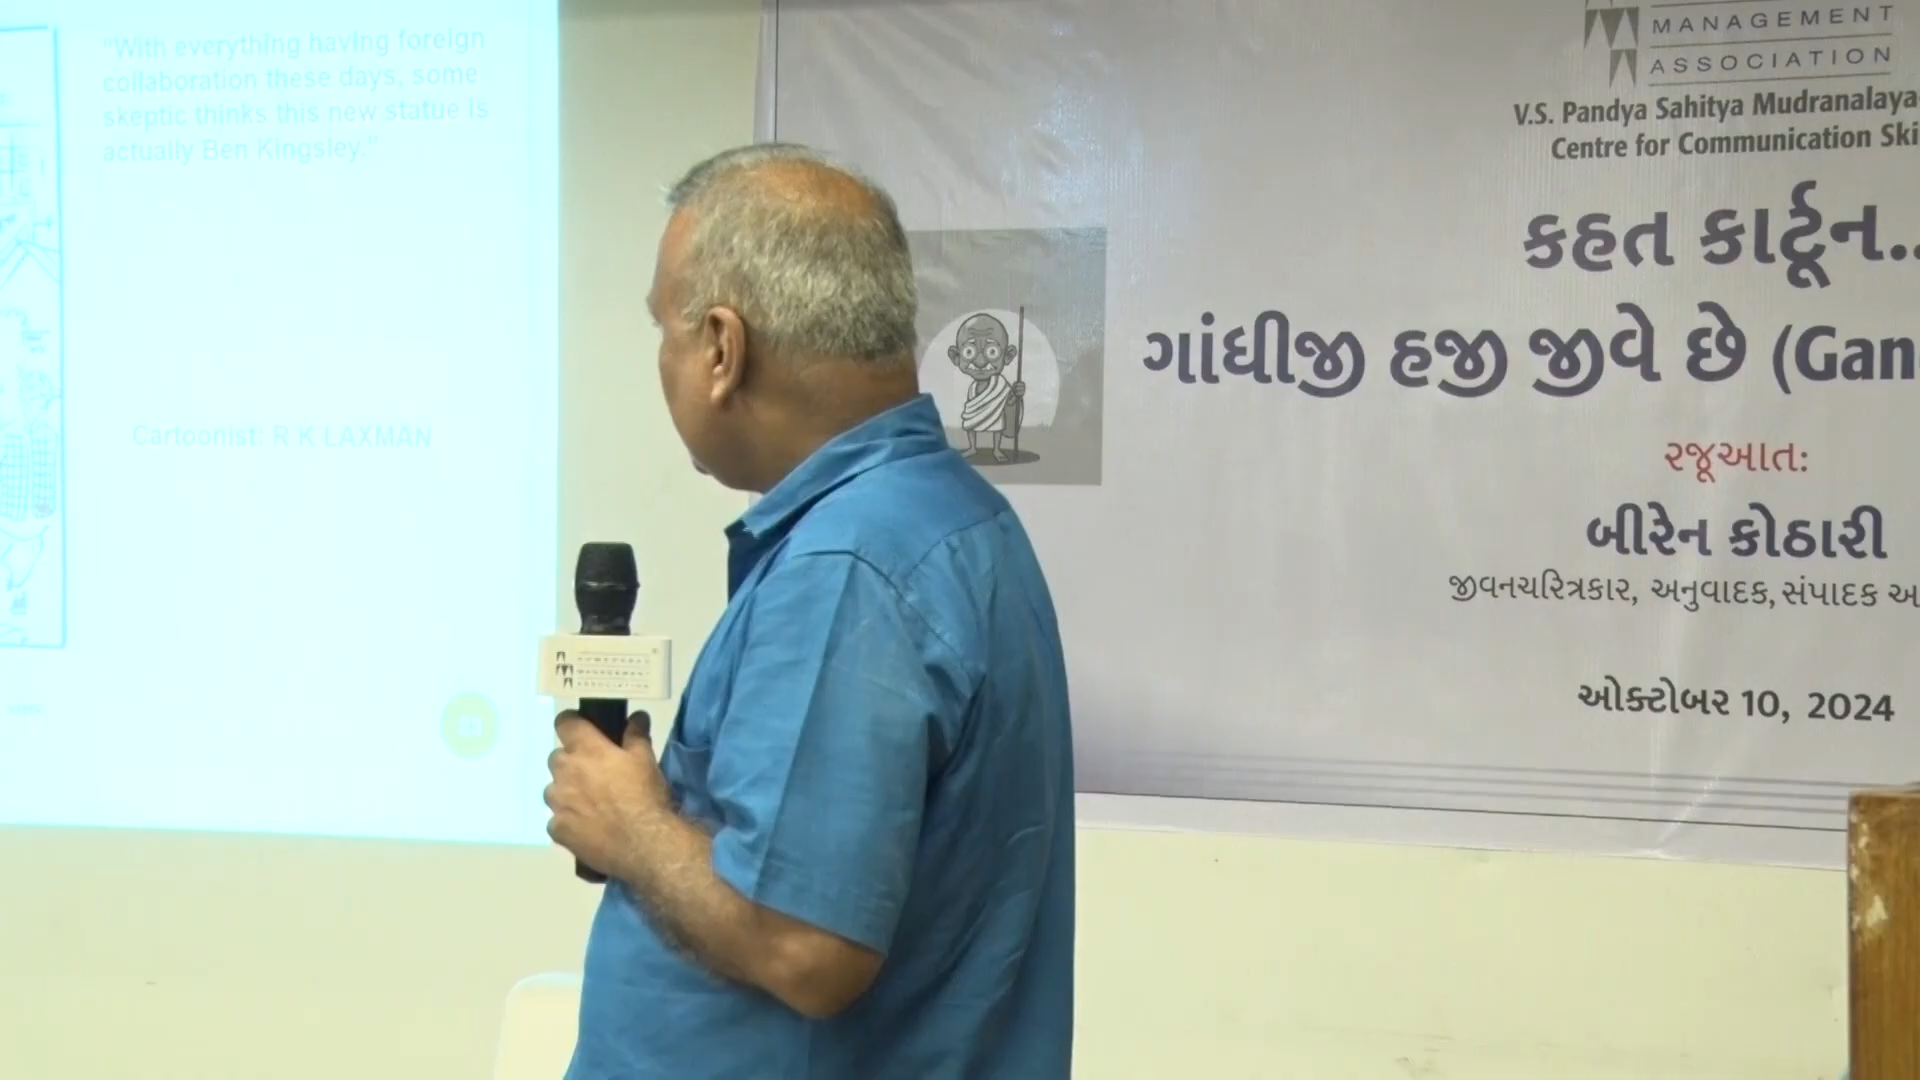 "With everything having foreign
collaboration these days, some
skeptic thinks this new statue is
actually Ben Kingsley."
Cartoonist: R K LAXMAN
MANAGEMENT
ASSOCIATION
V.S. Pandya Sahitya Mudranalaya
Centre for Communication Ski
કહત કાર્ટૂન..
ગાંધીજી હજી જીવે છે (Gan
રજૂઆત:
બીરેન કોઠારી
જીવનચરિત્રકાર, અનુવાદક, સંપાદક અ
ઓક્ટોબર 10, 2024
MANAGEMENT
ASSOCIATION